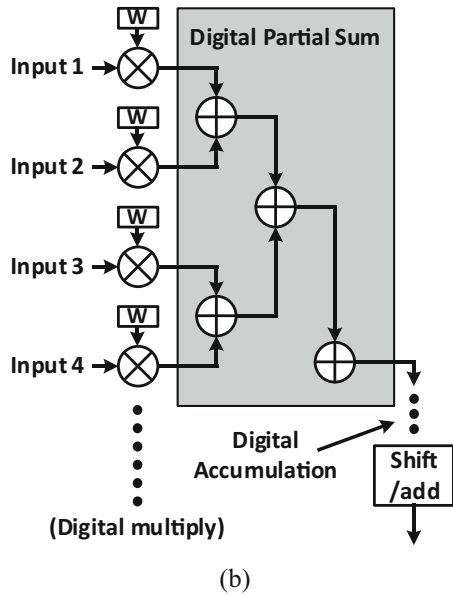 W
Digital Partial Sum
Input 1
W
Input 2
W
Input 3
W
Input 4
Digital
Accumulation
Shift
/add
(Digital multiply)
(b)